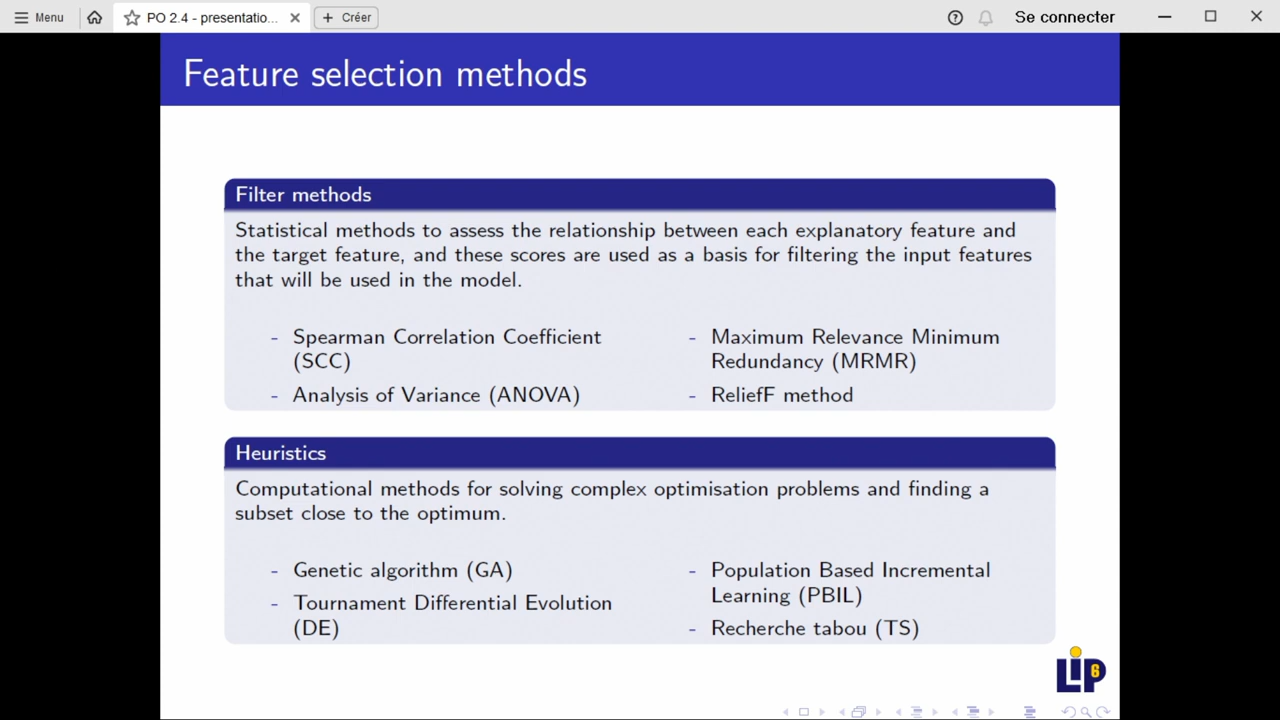 Menu
PO 2.4 - presentatio...
Créer
Se connecter
Feature selection methods
Filter methods
Statistical methods to assess the relationship between each explanatory feature and
the target feature, and these scores are used as a basis for filtering the input features
that will be used in the model.
- Spearman Correlation Coefficient
(SCC)
- Analysis of Variance (ANOVA)
- Maximum Relevance Minimum
Redundancy (MRMR)
- ReliefF method
Heuristics
Computational methods for solving complex optimisation problems and finding a
subset close to the optimum.
- Genetic algorithm (GA)
- Tournament Differential Evolution
(DE)
- Population Based Incremental
Learning (PBIL)
- Recherche tabou (TS)
LIP6